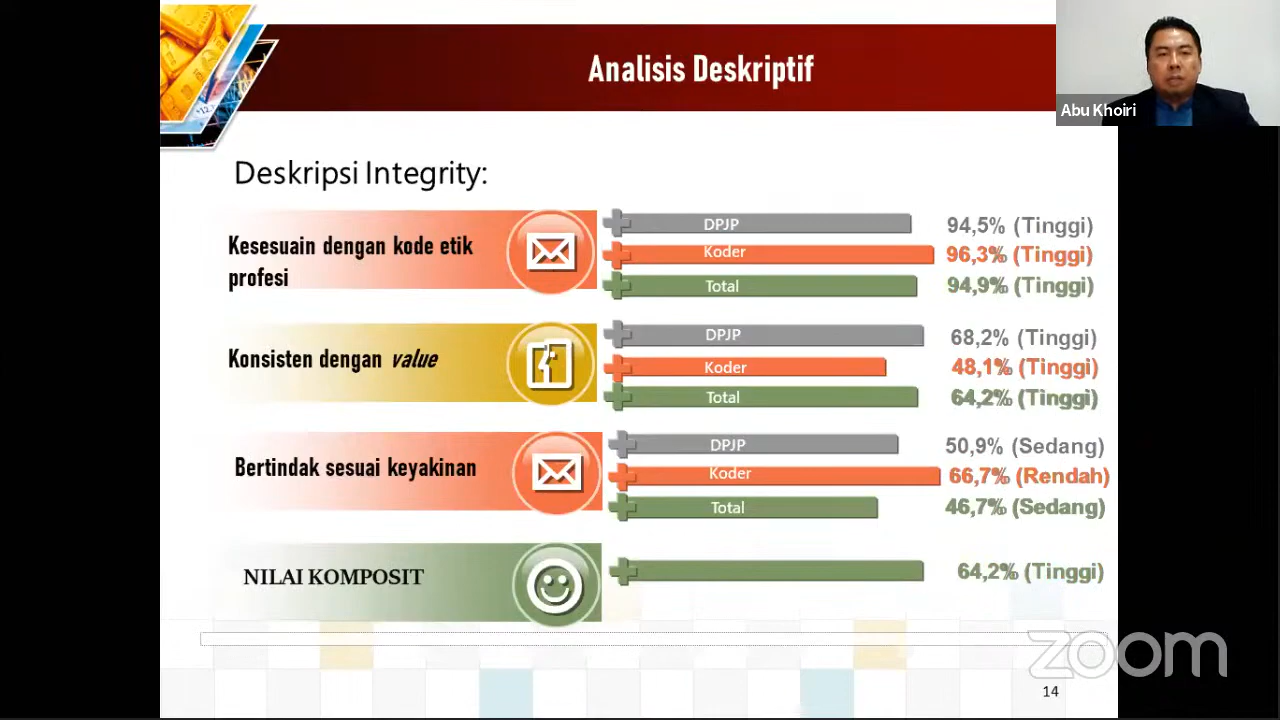 Analisis Deskriptif
Abu Khoiri
Deskripsi Integrity:
Kesesuain dengan kode etik
profesi
DPJP
94,5% (Tinggi)
Koder
96,3% (Tinggi)
Total
94,9% (Tinggi)
Konsisten dengan value
DPJP
68,2% (Tinggi)
Koder
48,1% (Tinggi)
Total
64,2% (Tinggi)
Bertindak sesuai keyakinan
DPJP
50,9% (Sedang)
Koder
66,7% (Rendah)
Total
46,7% (Sedang)
NILAI KOMPOSIT
64,2% (Tinggi)
zoom
14